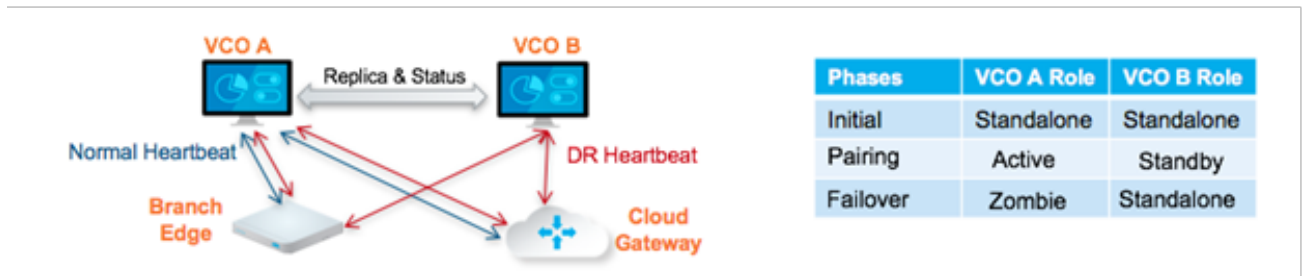 VCO A
VCO B
Replica & Status
Normal Heartbeat
DR Heartbeat
Branch
Edge
Cloud
Gateway
Phases VCO A Role VCO B Role
Initial Standalone Standalone
Pairing Active Standby
Failover Zombie Standalone